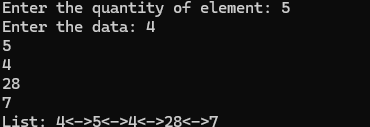 Enter the quantity of element: 5
Enter the data: 4
5
4
28
7
List: 4<->5<->4<->28<->7